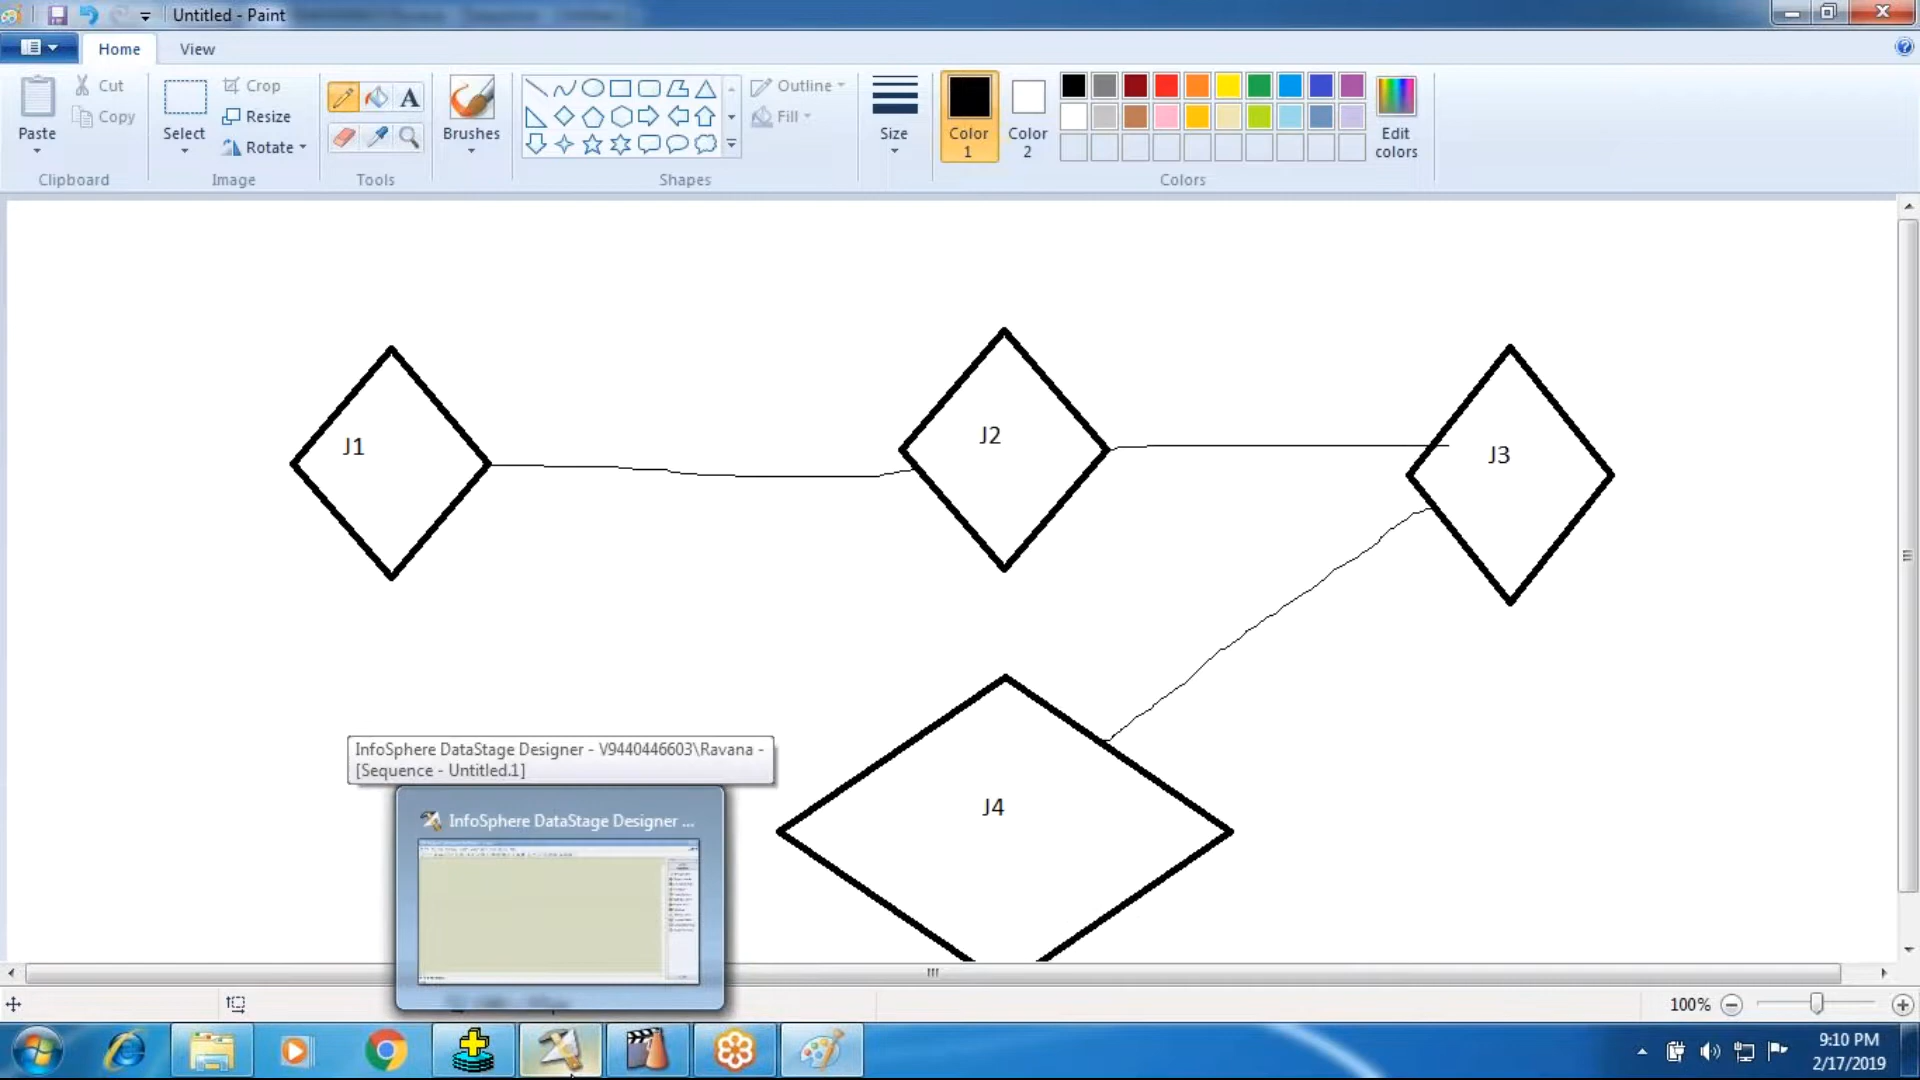 Untitled - Paint
Home
View
Paste
Cut
Copy
Clipboard
Select
Crop
Resize
Rotate
Image
A
Tools
Brushes
Outline
Fill
Shapes
Size
Color
1
Color
2
Edit
colors
Colors
J1
J2
J3
J4
InfoSphere DataStage Designer - V9440446603\Ravana -
[Sequence - Untitled.1]
InfoSphere DataStage Designer ...
100%
9:10 PM
2/17/2019